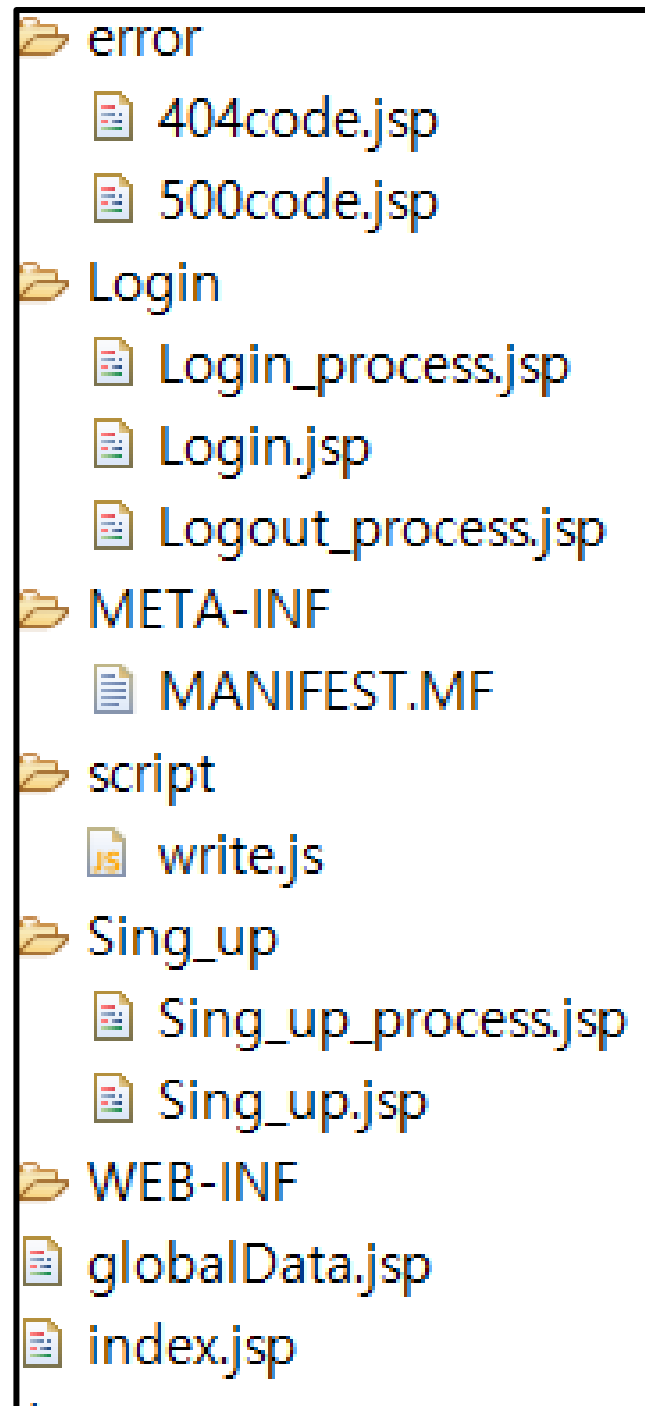 error
404code.jsp
500code.jsp
Login
Login_process.jsp
Login.jsp
Logout_process.jsp
META-INF
MANIFEST.MF
script
write.js
Sing_up
Sing_up_process.jsp
Sing_up.jsp
WEB-INF
globalData.jsp
index.jsp